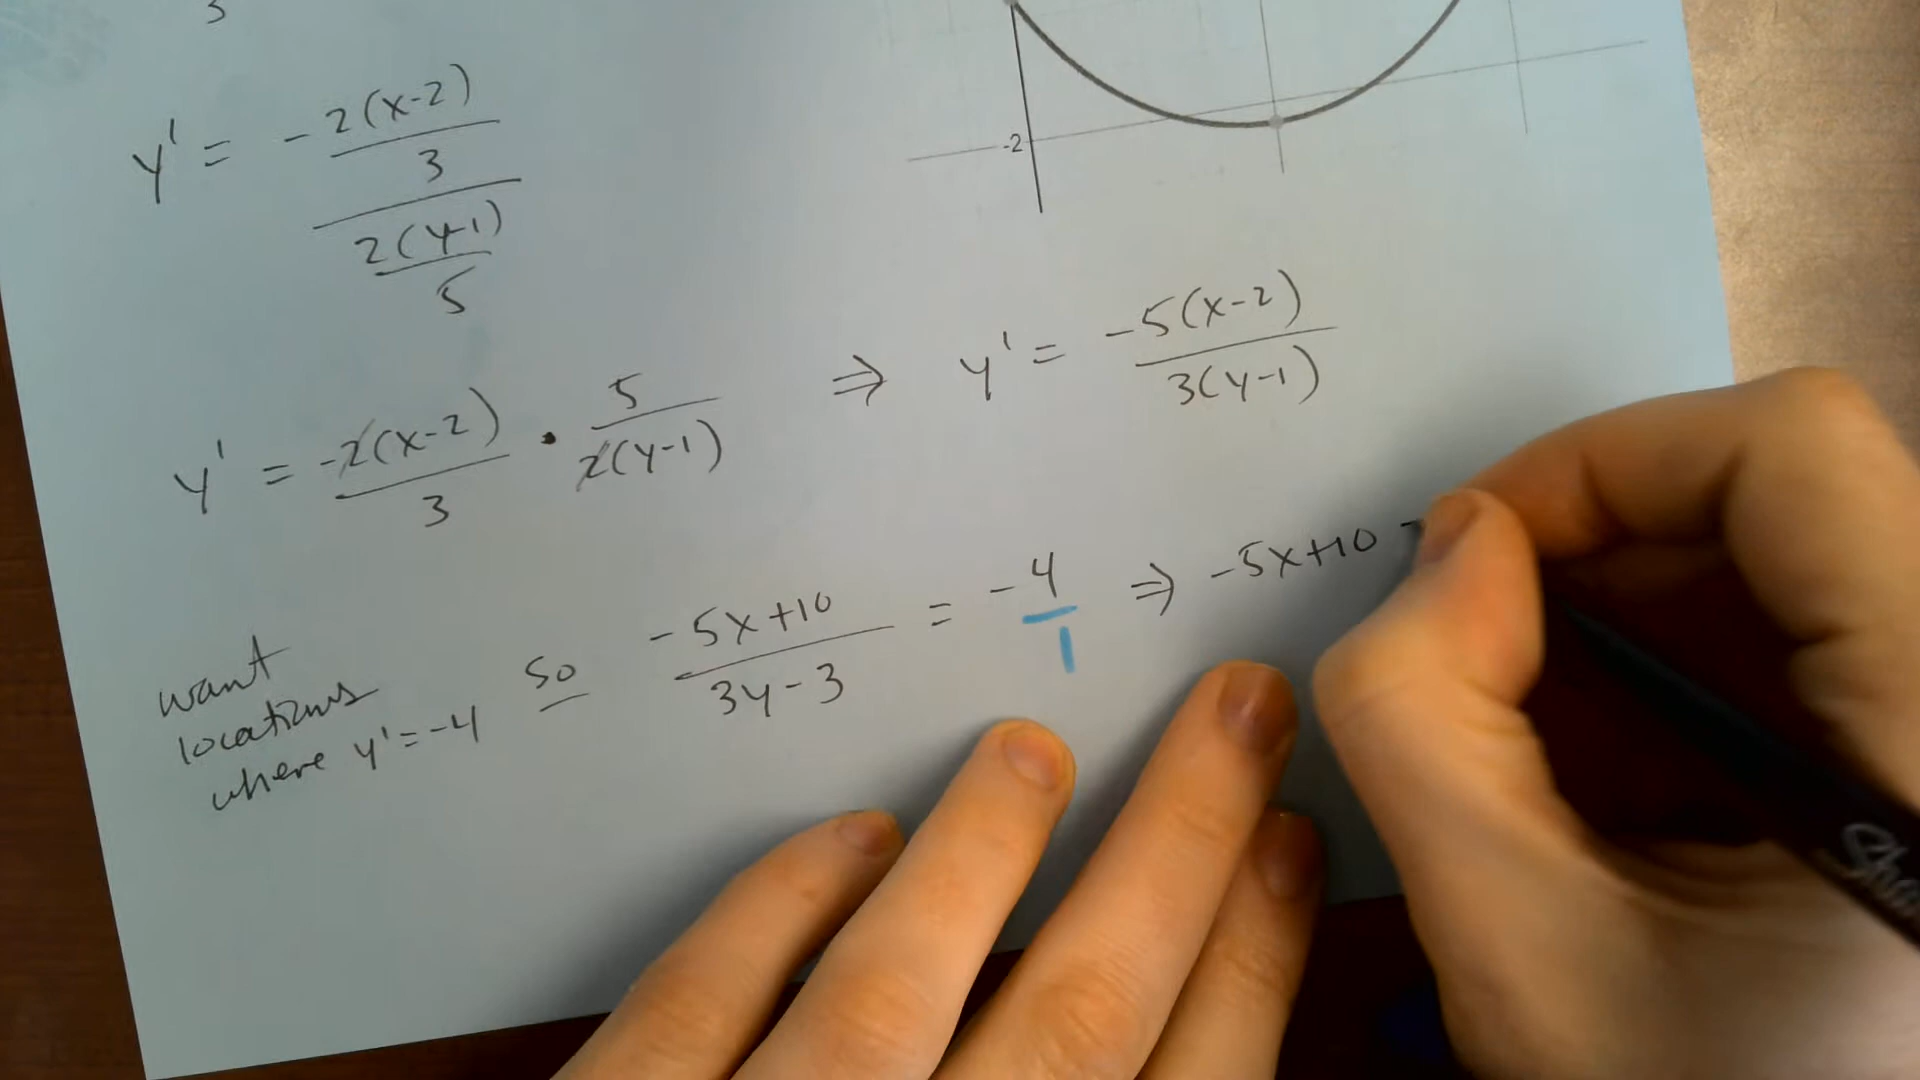 3
y' = -2(x-2)/3 / 2(y-1)/5
-2
y' = -2(x-2)/3 · 5/2(y-1) ⇒ y' = -5(x-2)/3(y-1)
want
locations
where y'=-4
so -5x+10/3y-3 = -4/1 ⇒ -5x+10